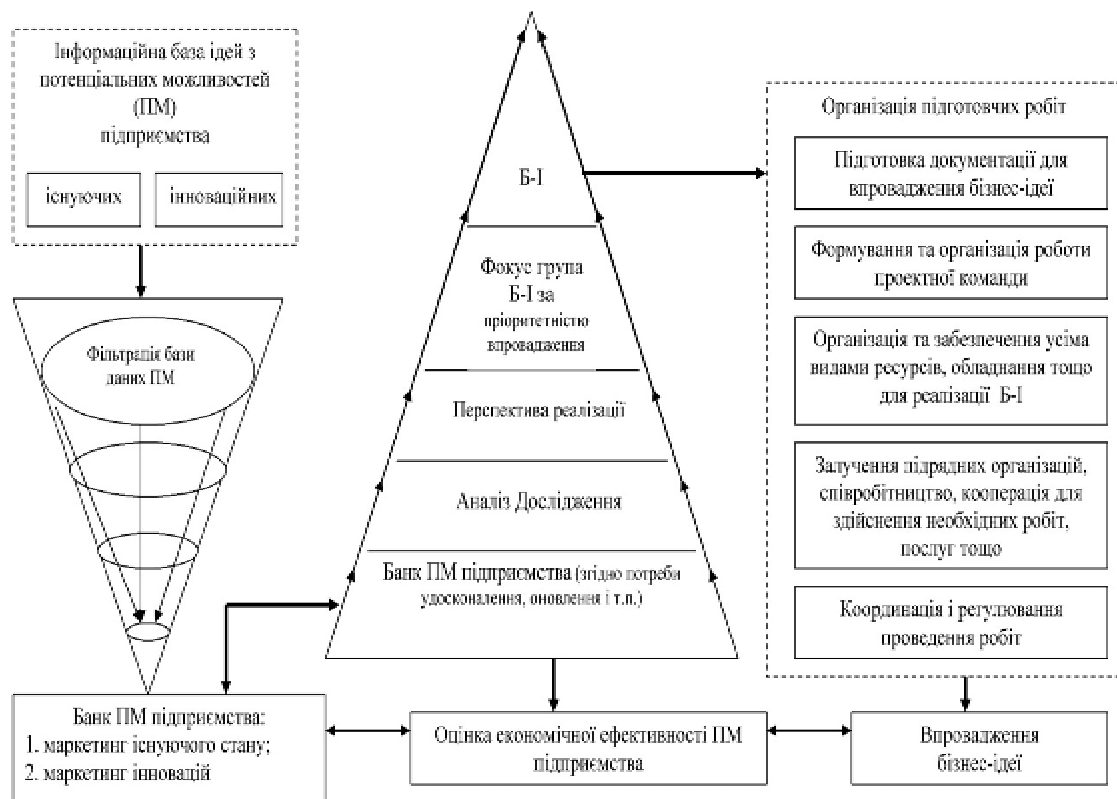 Інформаційна база ідей з
потенціальних можливостей
(ПМ)
підприємства
існуючих
інноваційних
Фільтрація бази
даних ПМ
Банк ПМ підприємства:
1. маркетинг існуючого стану;
2. маркетинг інновацій
Б-І
Фокус група
Б-І за
пріоритетністю
впровадження
Перспектива реалізації
Аналіз Дослідження
Банк ПМ підприємства (згідно потреби
удосконалення, оновлення і т.п.)
Оцінка економічної ефективності ПМ
підприємства
Організація підготовчих робіт
Підготовка документації для
впровадження бізнес-ідеї
Формування та організація роботи
проектної команди
Організація та забезпечення усіма
видами ресурсів, обладнання тощо
для реалізації Б-І
Залучення підрядних організацій,
співробітництво, кооперація для
здійснення необхідних робіт,
послуг тощо
Координація і регулювання
проведення робіт
Впровадження
бізнес-ідеї